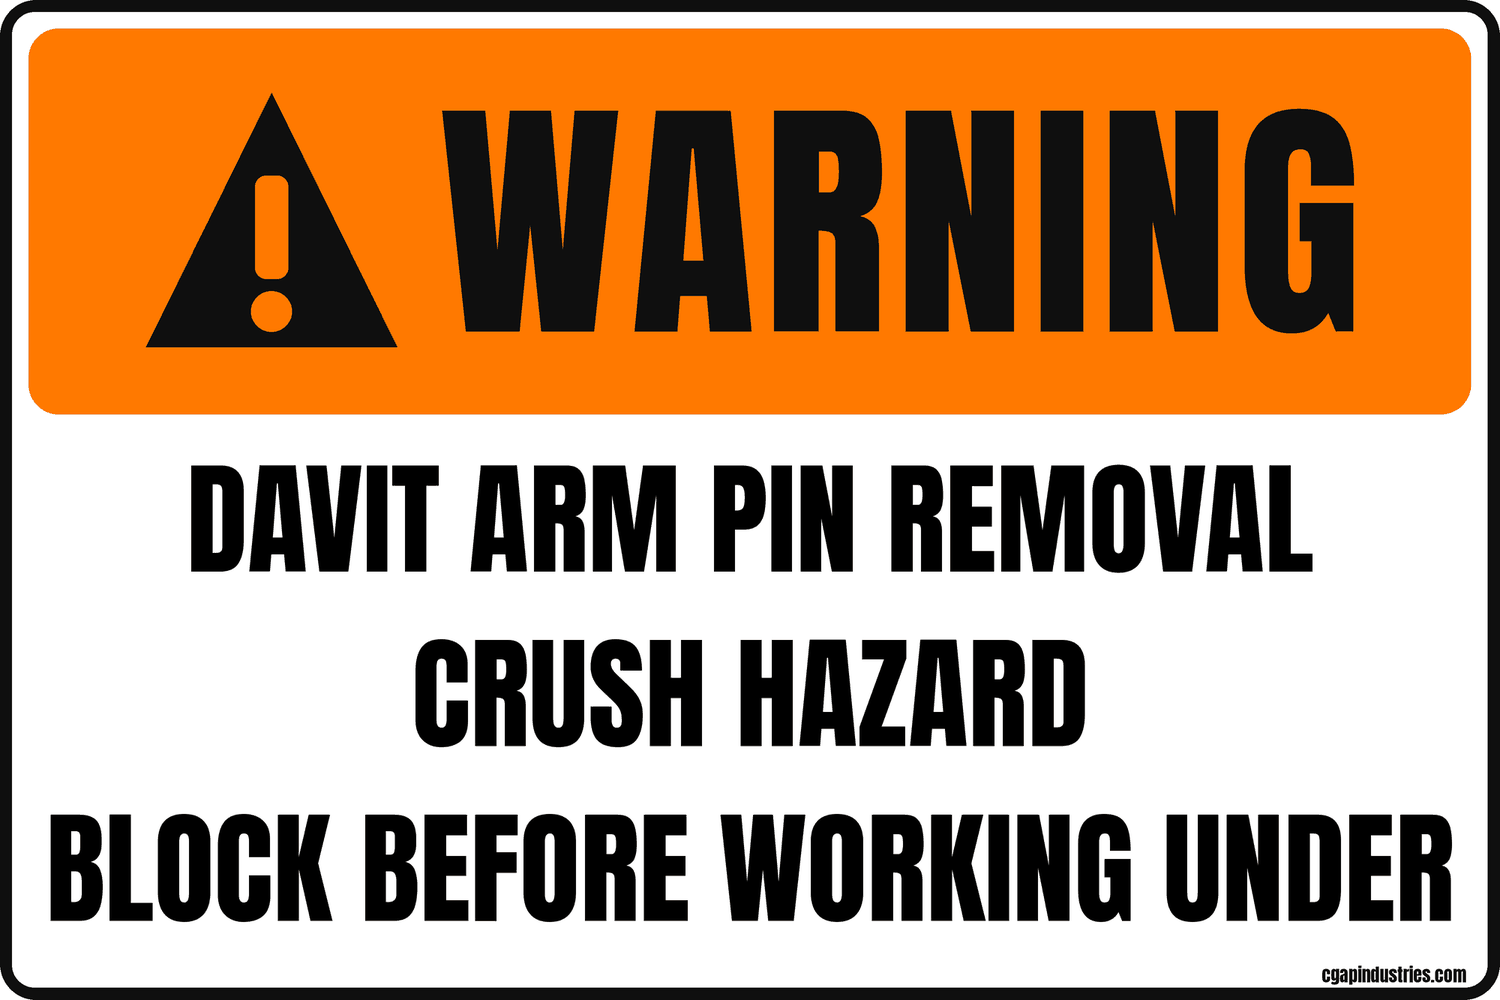 WARNING
DAVIT ARM PIN REMOVAL
CRUSH HAZARD
BLOCK BEFORE WORKING UNDER
cgapindustries.com